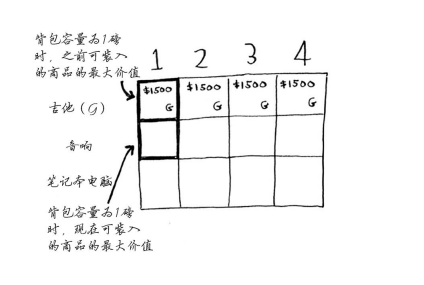 背包容量为1磅
时，之前可装入
的商品的最大价值
1 2 3 4
吉他（G） $1500 G $1500 G $1500 G $1500 G
音响
笔记本电脑
背包容量为1磅
时，现在可装入
的商品的最大价值